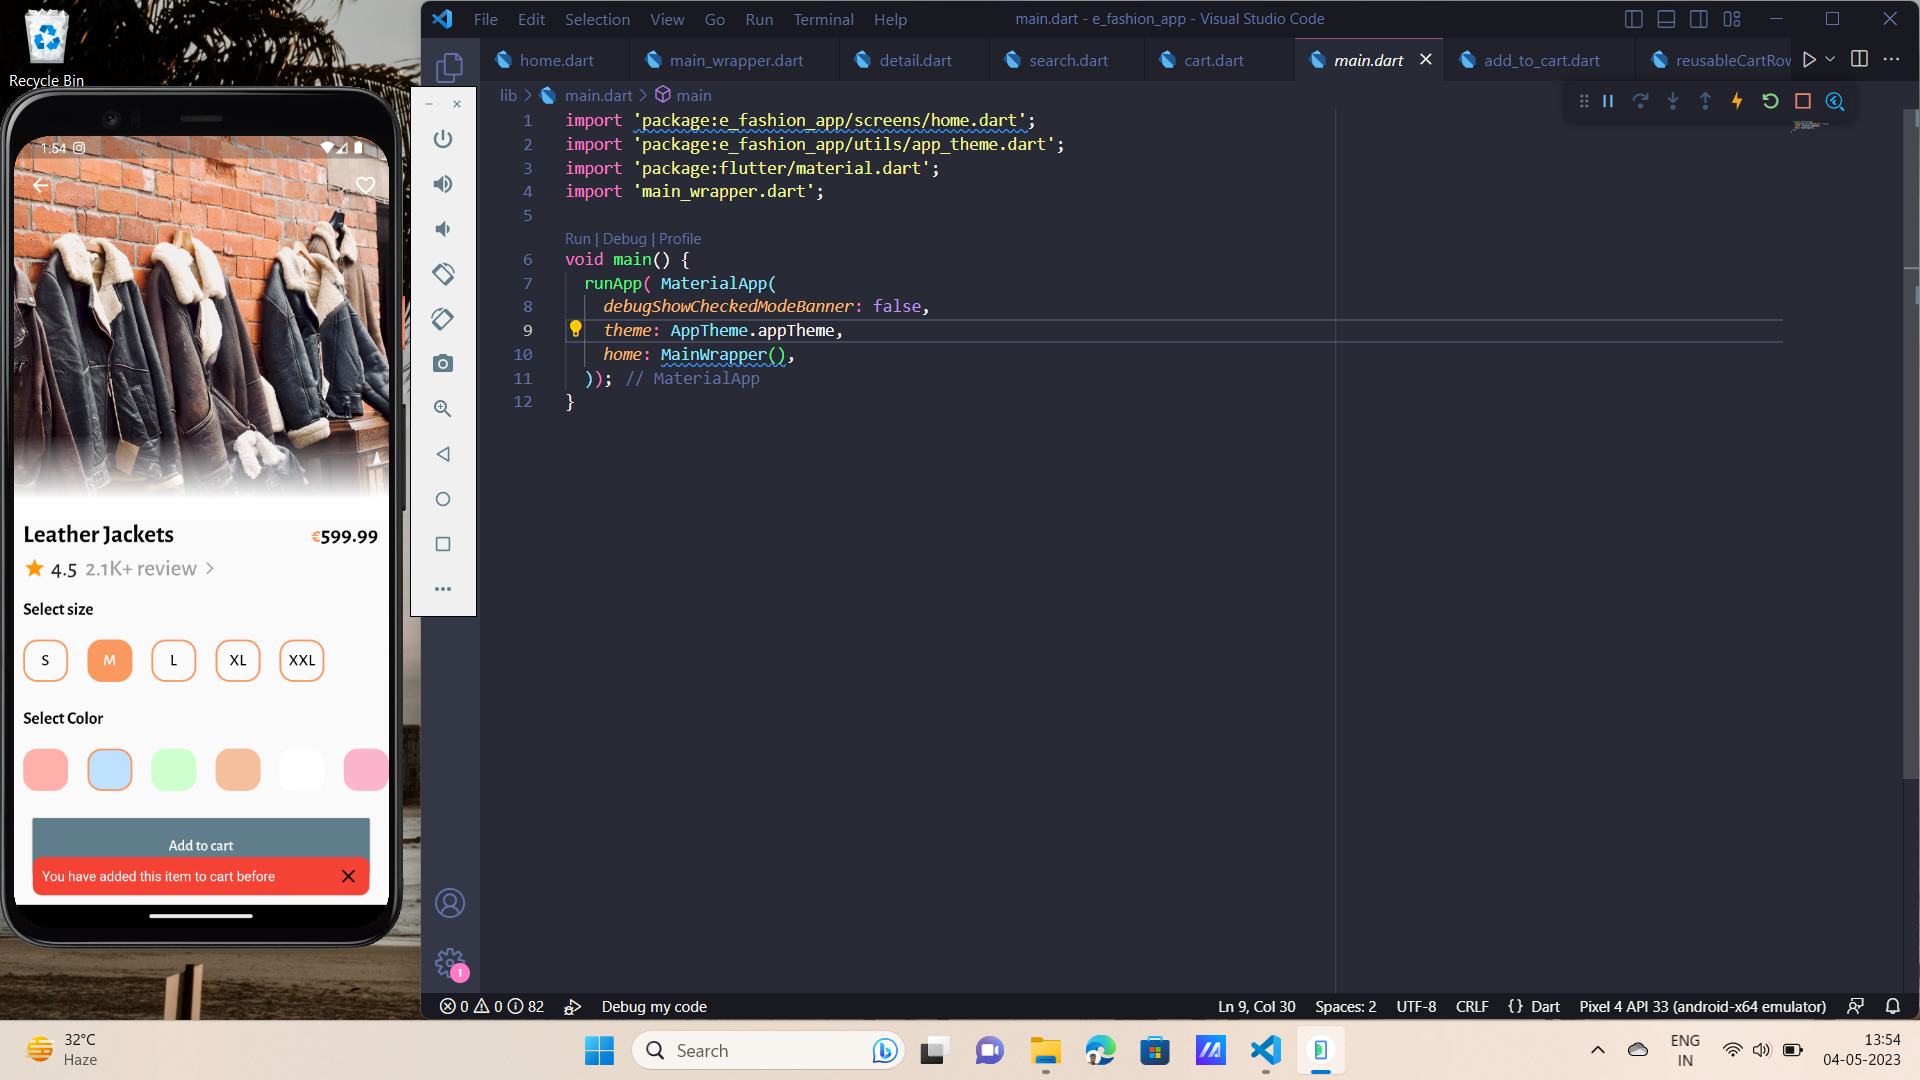 Recycle Bin
1:54
Leather Jackets
€599.99
4.5 2.1K+ review
Select size
S M L XL XXL
Select Color
Add to cart
You have added this item to cart before
File Edit Selection View Go Run Terminal Help
main.dart - e_fashion_app - Visual Studio Code
home.dart main_wrapper.dart detail.dart search.dart cart.dart main.dart add_to_cart.dart reusableCartRow
lib > main.dart > main
1 import 'package:e_fashion_app/screens/home.dart';
2 import 'package:e_fashion_app/utils/app_theme.dart';
3 import 'package:flutter/material.dart';
4 import 'main_wrapper.dart';
5
Run | Debug | Profile
6 void main() {
7 runApp( MaterialApp(
8 debugShowCheckedModeBanner: false,
9 theme: AppTheme.appTheme,
10 home: MainWrapper(),
11 )); // MaterialApp
12 }
1
0 0 82 Debug my code
Ln 9, Col 30 Spaces: 2 UTF-8 CRLF {} Dart Pixel 4 API 33 (android-x64 emulator)
32°C
Haze
Search
ENG
IN
13:54
04-05-2023